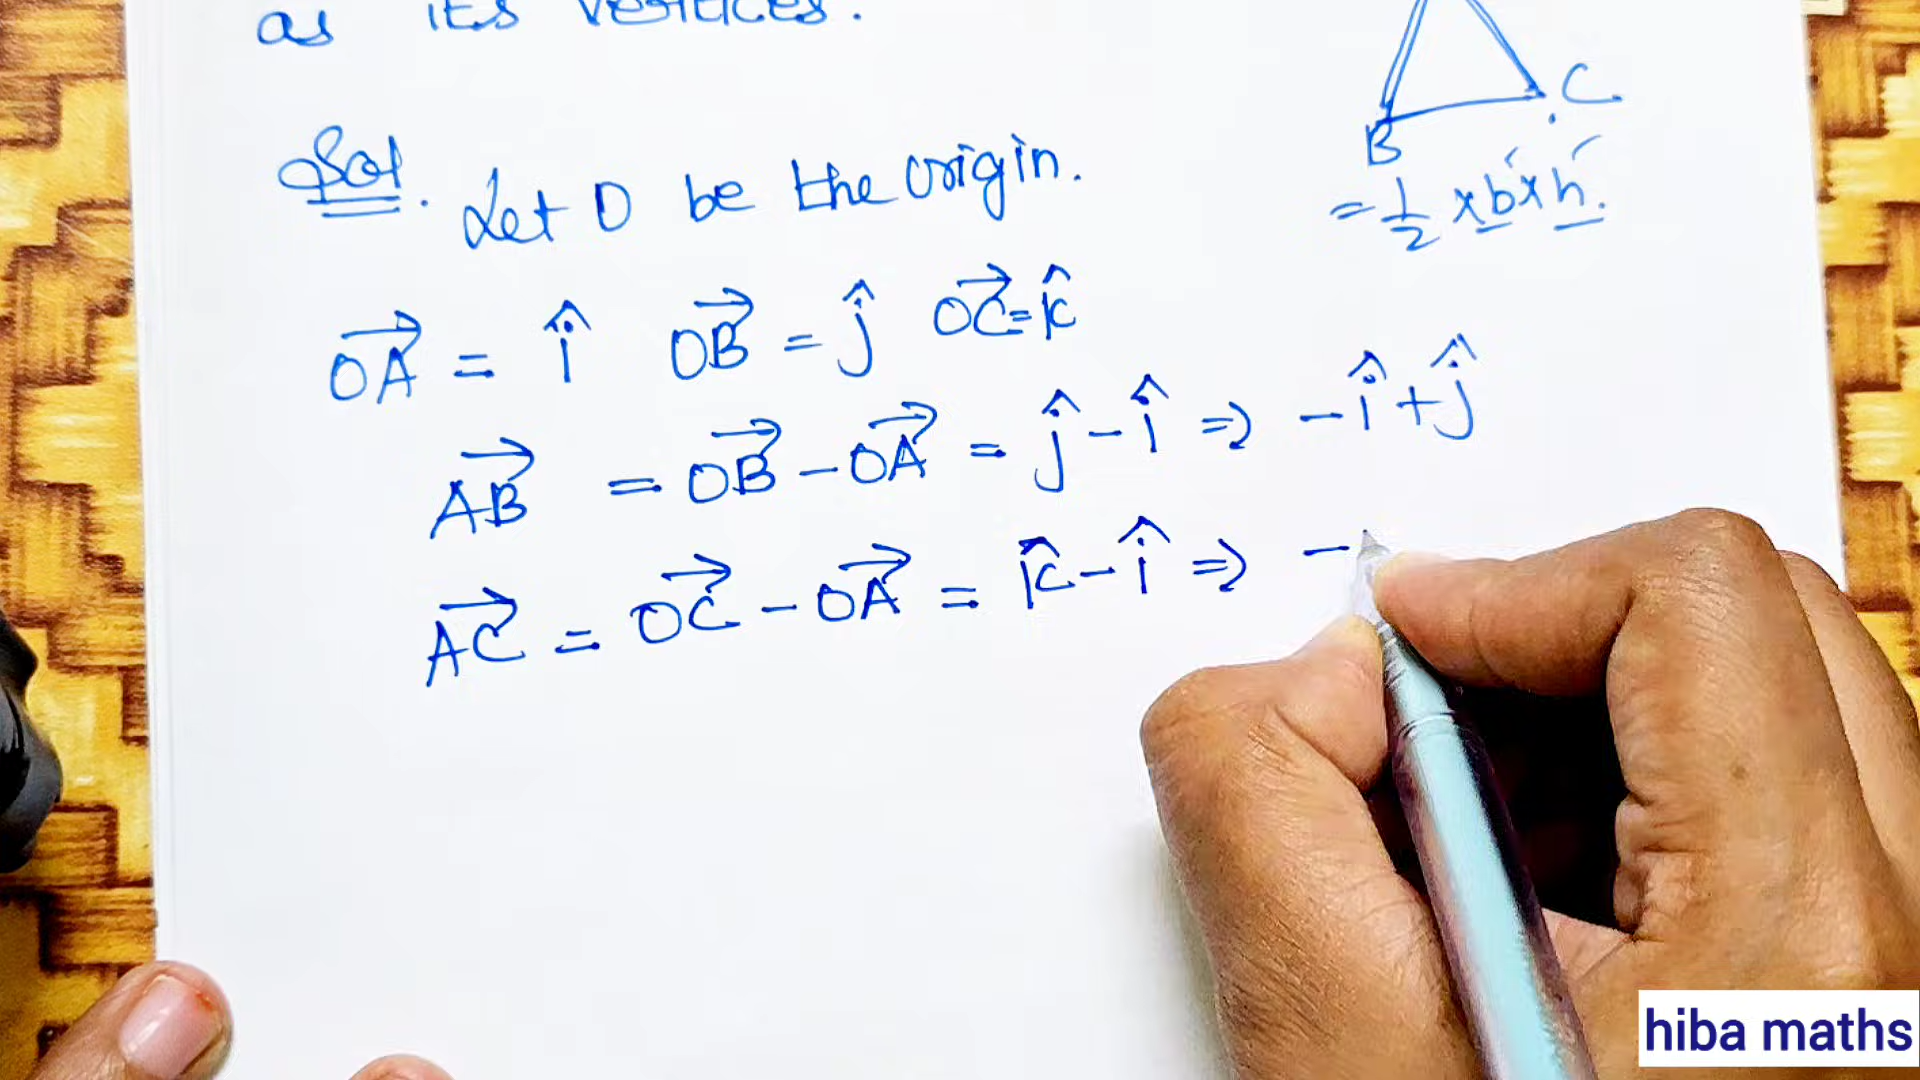 as its vertices.
C
B
= 1/2 × b × h.
Sol. Let O be the origin.
OA⃗ = î OB⃗ = ĵ OC⃗ = k̂
AB⃗ = OB⃗ - OA⃗ = ĵ - î ⇒ -î + ĵ
AC⃗ = OC⃗ - OA⃗ = k̂ - î ⇒ -
hiba maths